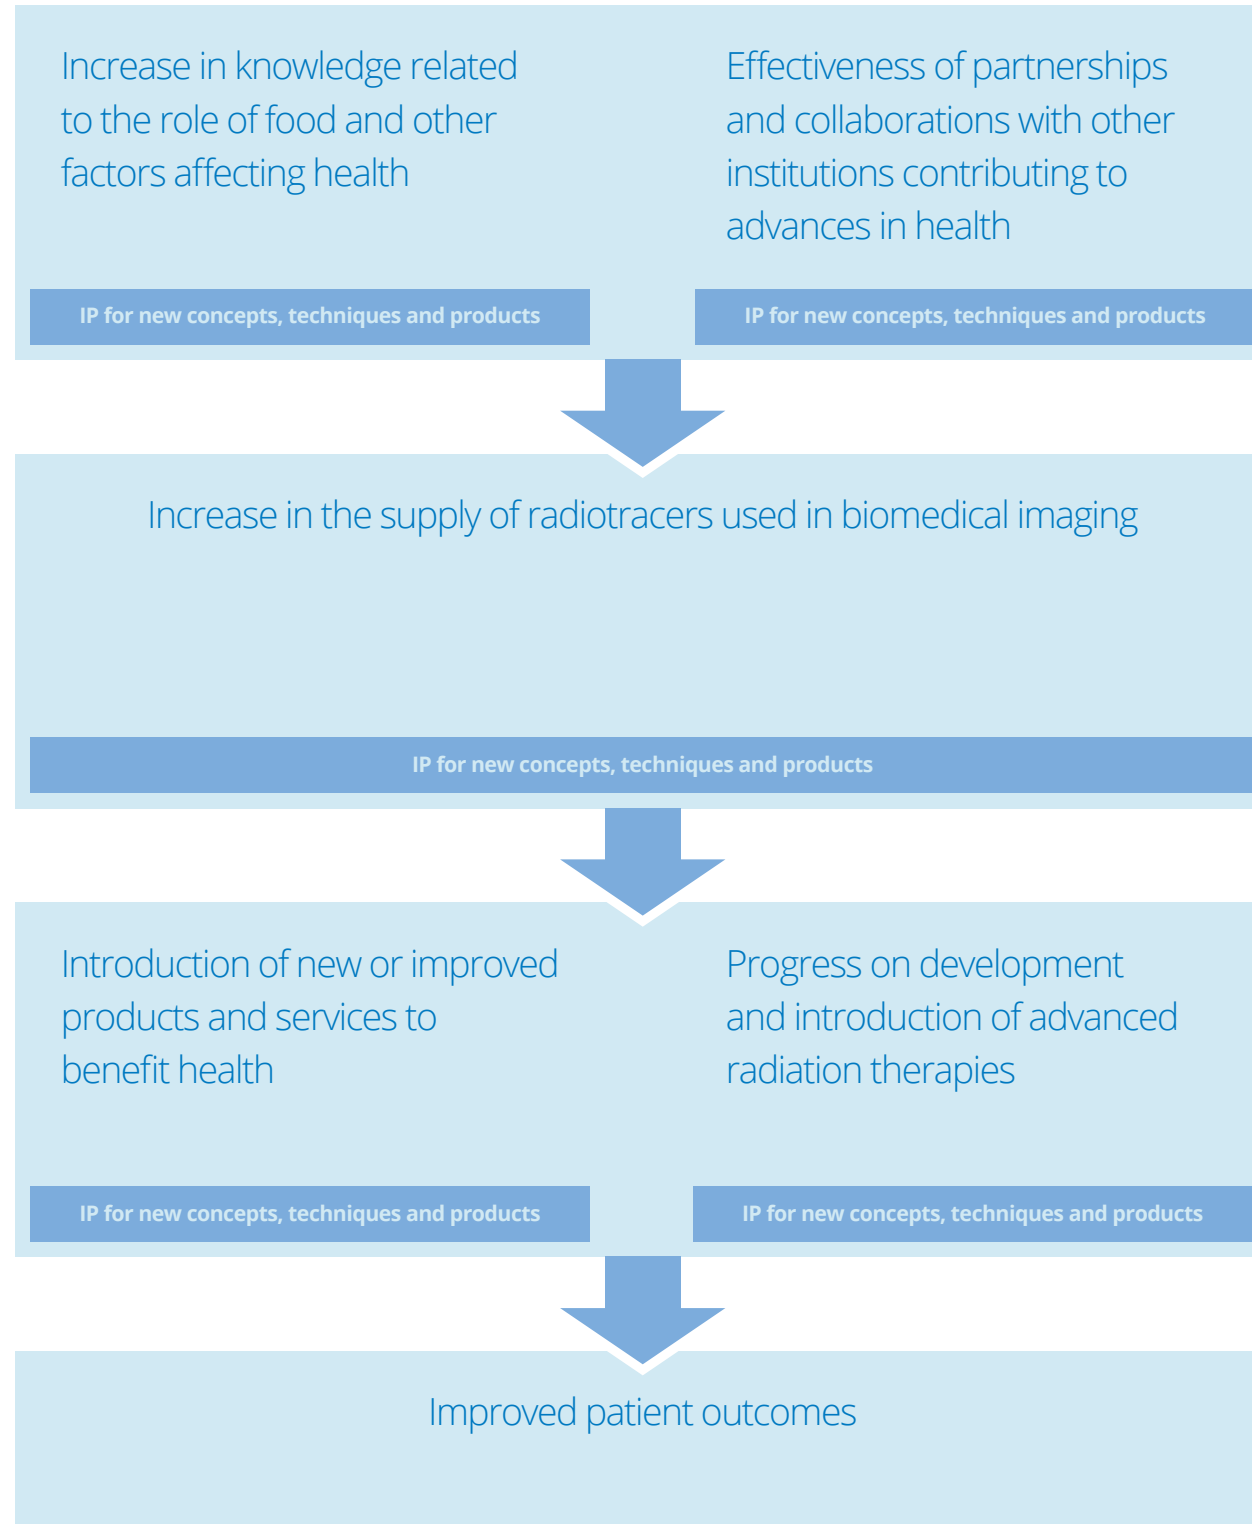 Increase in knowledge related
to the role of food and other
factors affecting health
IP for new concepts, techniques and products
Effectiveness of partnerships
and collaborations with other
institutions contributing to
advances in health
IP for new concepts, techniques and products
Increase in the supply of radiotracers used in biomedical imaging
IP for new concepts, techniques and products
Introduction of new or improved
products and services to
benefit health
IP for new concepts, techniques and products
Progress on development
and introduction of advanced
radiation therapies
IP for new concepts, techniques and products
Improved patient outcomes